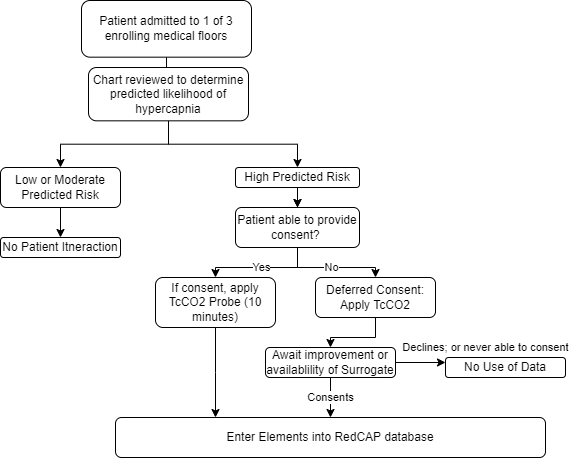 Patient admitted to 1 of 3
enrolling medical floors
Chart reviewed to determine
predicted likelihood of
hypercapnia
Low or Moderate
Predicted Risk
High Predicted Risk
No Patient Itneraction
Patient able to provide
consent?
Yes
No
If consent, apply
TcCO2 Probe (10
minutes)
Deferred Consent:
Apply TcCO2
Await improvement or
availablility of Surrogate
Declines; or never able to consent
No Use of Data
Consents
Enter Elements into RedCAP database